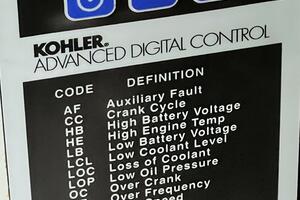 KOHLER®
ADVANCED DIGITAL CONTROL
CODE DEFINITION
AF Auxiliary Fault
CC Crank Cycle
HB High Battery Voltage
HE High Engine Temp
LB Low Battery Voltage
LCL Low Coolant Level
LOC Loss of Coolant
LOP Low Oil Pressure
OC Over Crank
Over Frequency
Speed